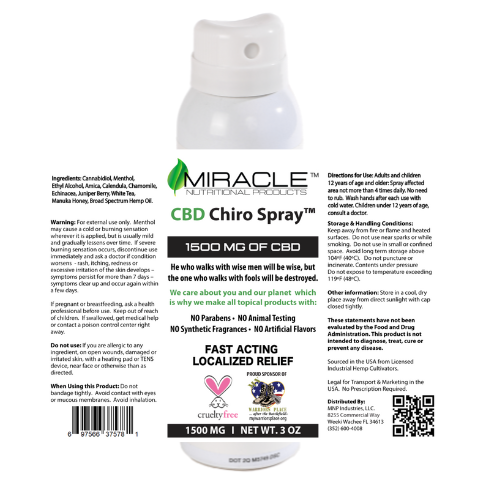 Ingredients: Cannabidiol, Menthol,
Ethyl Alcohol, Arnica, Calendula, Chamomile,
Echinacea, Juniper Berry, White Tea,
Manuka Honey, Broad Spectrum Hemp Oil.
Warning: For external use only. Menthol
may cause a cold or burning sensation
wherever it is applied, but is usually mild
and gradually lessens over time. If severe
burning sensation occurs, discontinue use
immediately and ask a doctor if condition
worsens - rash, itching, redness or
excessive irritation of the skin develops -
symptoms persist for more than 7 days -
symptoms clear up and occur again within
a few days.
If pregnant or breastfeeding, ask a health
professional before use. Keep out of reach
of children. If swallowed, get medical help
or contact a poison control center right
away.
Do not use: If you are allergic to any
ingredient, on open wounds, damaged or
irritated skin, with a heating pad or TENS
device, near face or otherwise than as
directed.
When Using this Product: Do not
bandage tightly. Avoid contact with eyes
or mucous membranes. Avoid inhalation.
6 97566 37578 1
MIRACLE™
NUTRITIONAL PRODUCTS
CBD Chiro Spray™
1500 MG OF CBD
He who walks with wise men will be wise, but
the one who walks with fools will be destroyed.
We care about you and our planet which
is why we make all topical products with:
NO Parabens • NO Animal Testing
NO Synthetic Fragrances • NO Artificial Flavors
FAST ACTING
LOCALIZED RELIEF
PROUD SPONSOR OF
crueltyfree
WARRIORS PLACE
mywarriorsplace.org
1500 MG | NET WT. 3 OZ
Directions for Use: Adults and children
12 years of age and older: Spray affected
area not more than 4 times daily. No need
to rub. Wash hands after each use with
cold water. Children under 12 years of age,
consult a doctor.
Storage & Handling Conditions:
Keep away from fire or flame and heated
surfaces. Do not use near sparks or while
smoking. Do not use in small or confined
space. Avoid long term storage above
104°F (40°C). Do not puncture or
incinerate. Contents under pressure
Do not expose to temperature exceeding
119°F (48°C).
Other information: Store in a cool, dry
place away from direct sunlight with cap
closed tightly.
These statements have not been
evaluated by the Food and Drug
Administration. This product is not
intended to diagnose, treat, cure or
prevent any disease.
Sourced in the USA from Licensed
Industrial Hemp Cultivators.
Legal for Transport & Marketing in the
USA. No Prescription Required.
Distributed By:
MNP Industries, LLC.
8255 Commercial Way
Weeki Wachee FL 34613
(352) 600-4008